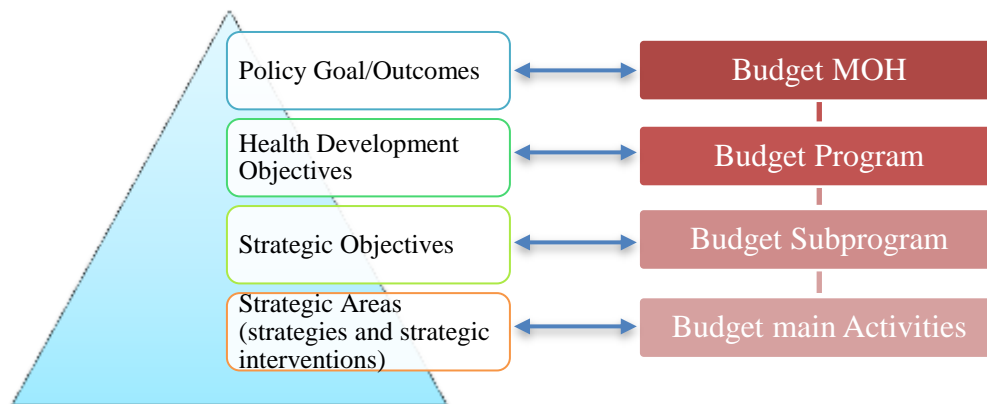 Policy Goal/Outcomes
Budget MOH
Health Development
Objectives
Budget Program
Strategic Objectives
Budget Subprogram
Strategic Areas
(strategies and strategic
interventions)
Budget main Activities